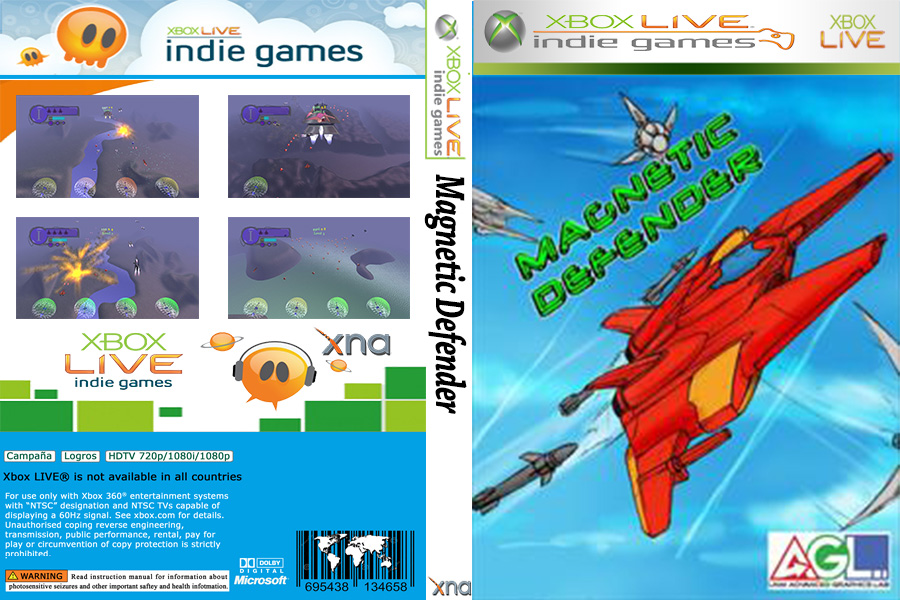 XBOX LIVE
indie games
Campaña Logros HDTV 720p/1080i/1080p
Xbox LIVE® is not available in all countries
For use only with Xbox 360® entertainment systems
with "NTSC" designation and NTSC TVs capable of
displaying a 60Hz signal. See xbox.com for details.
Unauthorised coping reverse engineering,
transmission, public performance, rental, pay for
play or circumvention of copy protection is strictly
prohibited.
WARNING Read instruction manual for information about
photosensitive seizures and other important saftey and health infotmation.
XBOX
LIVE
indie games
xna
DOLBY
DIGITAL
Microsoft
695438 134658
XBOX LIVE
indie games
Magnetic Defender
xna
XBOX LIVE
indie games
XBOX
LIVE
MAGNETIC
DEFENDER
AGL